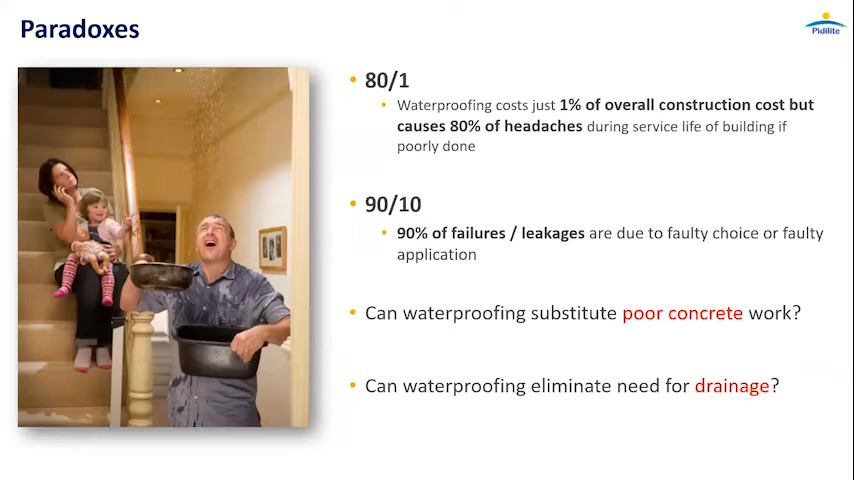 Paradoxes
Pidilite
• 80/1
• Waterproofing costs just 1% of overall construction cost but
causes 80% of headaches during service life of building if
poorly done
• 90/10
• 90% of failures / leakages are due to faulty choice or faulty
application
• Can waterproofing substitute poor concrete work?
• Can waterproofing eliminate need for drainage?